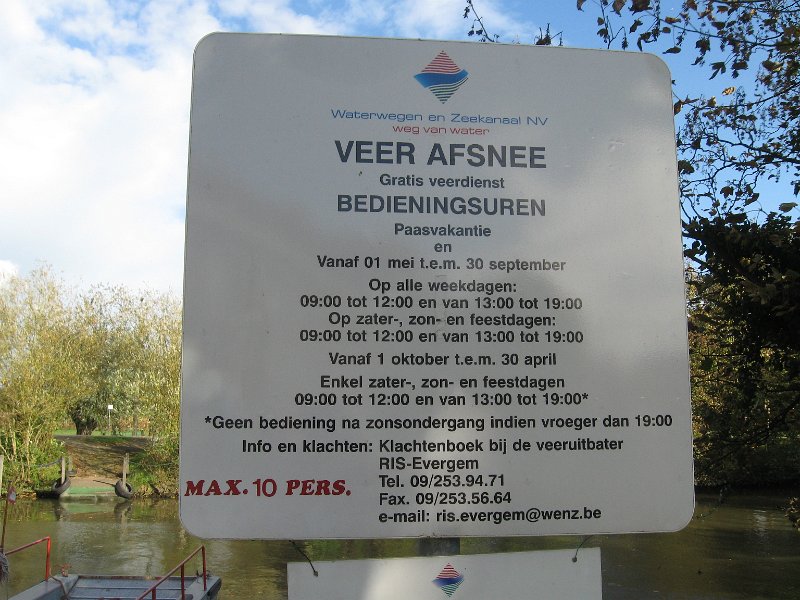 Waterwegen en Zeekanaal NV
weg van water
VEER AFSNEE
Gratis veerdienst
BEDIENINGSUREN
Paasvakantie
en
Vanaf 01 mei t.e.m. 30 september
Op alle weekdagen:
09:00 tot 12:00 en van 13:00 tot 19:00
Op zater-, zon- en feestdagen:
09:00 tot 12:00 en van 13:00 tot 19:00
Vanaf 1 oktober t.e.m. 30 april
Enkel zater-, zon- en feestdagen
09:00 tot 12:00 en van 13:00 tot 19:00*
*Geen bediening na zonsondergang indien vroeger dan 19:00
Info en klachten: Klachtenboek bij de veeruitbater
RIS-Evergem
Tel. 09/253.94.71
Fax. 09/253.56.64
e-mail: ris.evergem@wenz.be
MAX. 10 PERS.